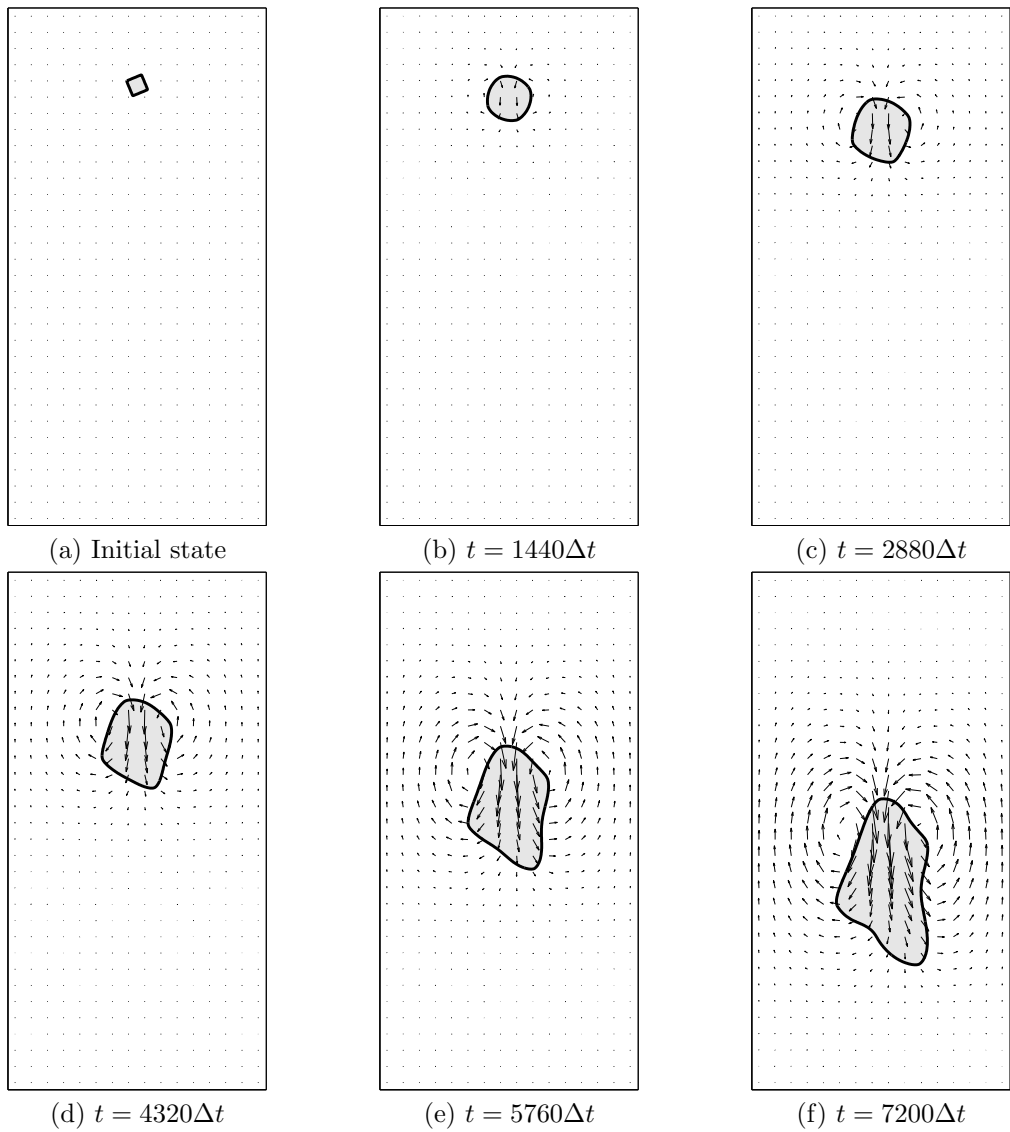 (a) Initial state
(b) t = 1440Δt
(c) t = 2880Δt
(d) t = 4320Δt
(e) t = 5760Δt
(f) t = 7200Δt